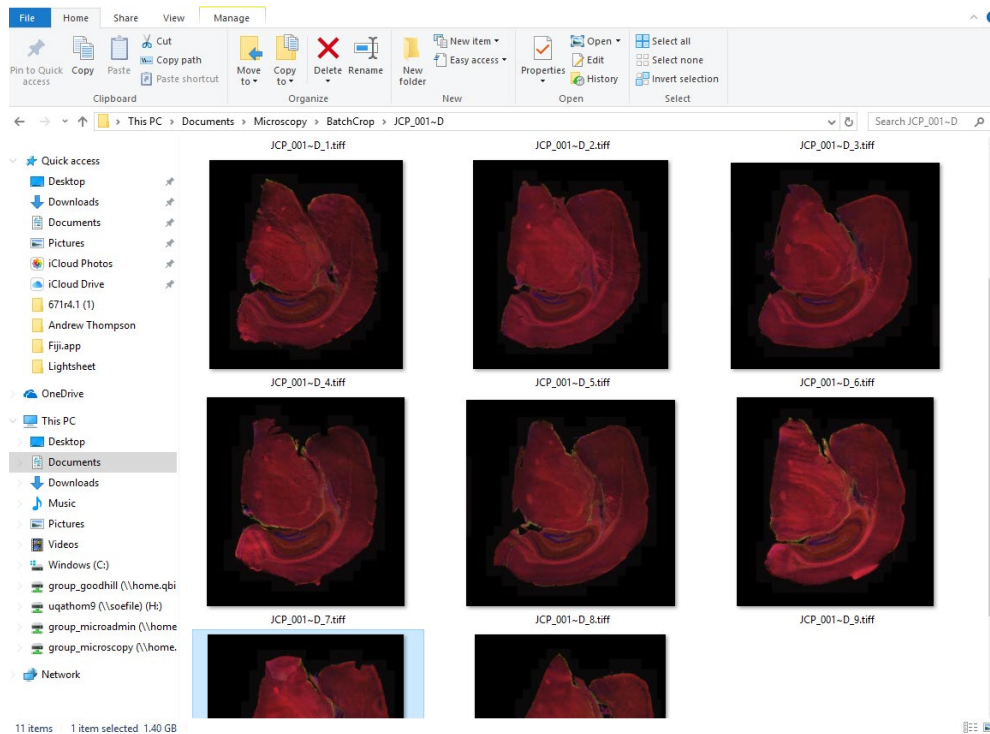 File Home Share View Manage
Pin to Quick access
Copy
Paste
Cut
Copy path
Paste shortcut
Clipboard
Move to
Copy to
Delete
Rename
Organize
New folder
New item
Easy access
New
Properties
Open
Edit
History
Open
Select all
Select none
Invert selection
Select
This PC > Documents > Microscopy > BatchCrop > JCP_001~D
Search JCP_001~D
Quick access
Desktop
Downloads
Documents
Pictures
iCloud Photos
iCloud Drive
671r4.1 (1)
Andrew Thompson
Fiji.app
Lightsheet
OneDrive
This PC
Desktop
Documents
Downloads
Music
Pictures
Videos
Windows (C:)
group_goodhill (\\home.qbi
uqathom9 (\\soefile) (H:)
group_microadmin (\\home
group_microscopy (\\home.
Network
JCP_001~D_1.tiff JCP_001~D_2.tiff JCP_001~D_3.tiff
JCP_001~D_4.tiff JCP_001~D_5.tiff JCP_001~D_6.tiff
JCP_001~D_7.tiff JCP_001~D_8.tiff JCP_001~D_9.tiff
11 items 1 item selected 1.40 GB